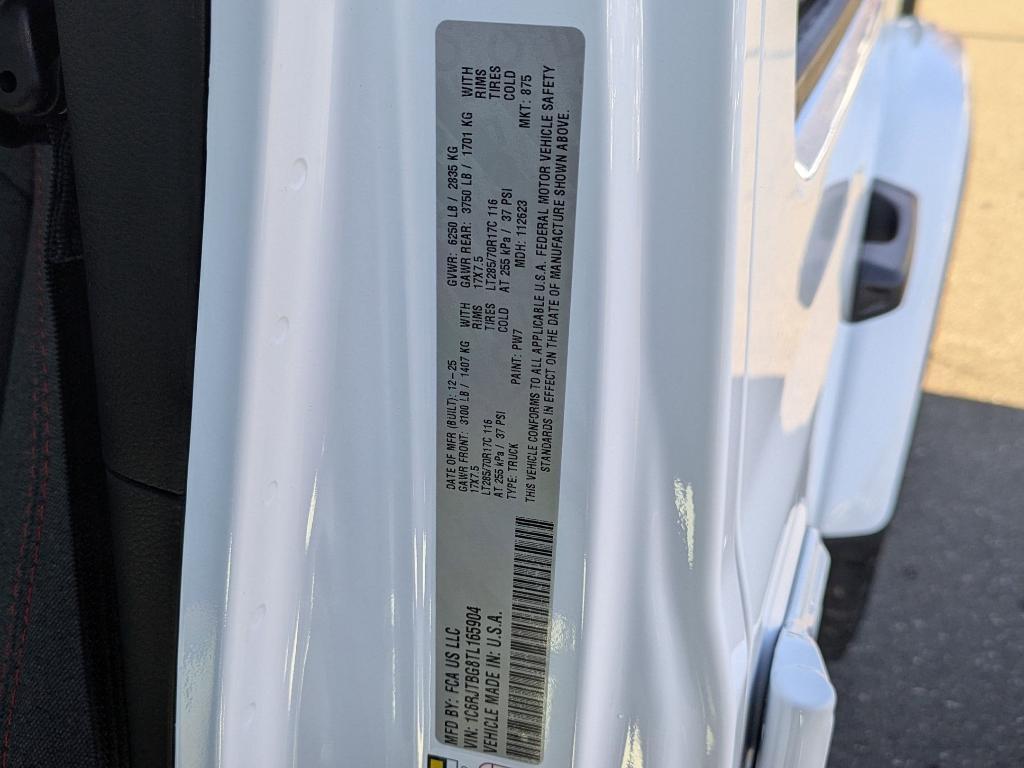 MFD BY: FCA US LLC
VIN: 1C6RJTBG8TL165904
VEHICLE MADE IN: U.S.A.
DATE OF MFR (BUILT): 12-25 GVWR: 6250 LB / 2835 KG
GAWR FRONT: 3100 LB / 1407 KG WITH GAWR REAR: 3750 LB / 1701 KG WITH
17X7.5 RIMS 17X7.5 RIMS
LT285/70R17C 116 TIRES LT285/70R17C 116 TIRES
AT 255 kPa / 37 PSI COLD AT 255 kPa / 37 PSI COLD
TYPE: TRUCK PAINT: PW7 MDH: 112623 MKT: 875
THIS VEHICLE CONFORMS TO ALL APPLICABLE U.S.A. FEDERAL MOTOR VEHICLE SAFETY
STANDARDS IN EFFECT ON THE DATE OF MANUFACTURE SHOWN ABOVE.